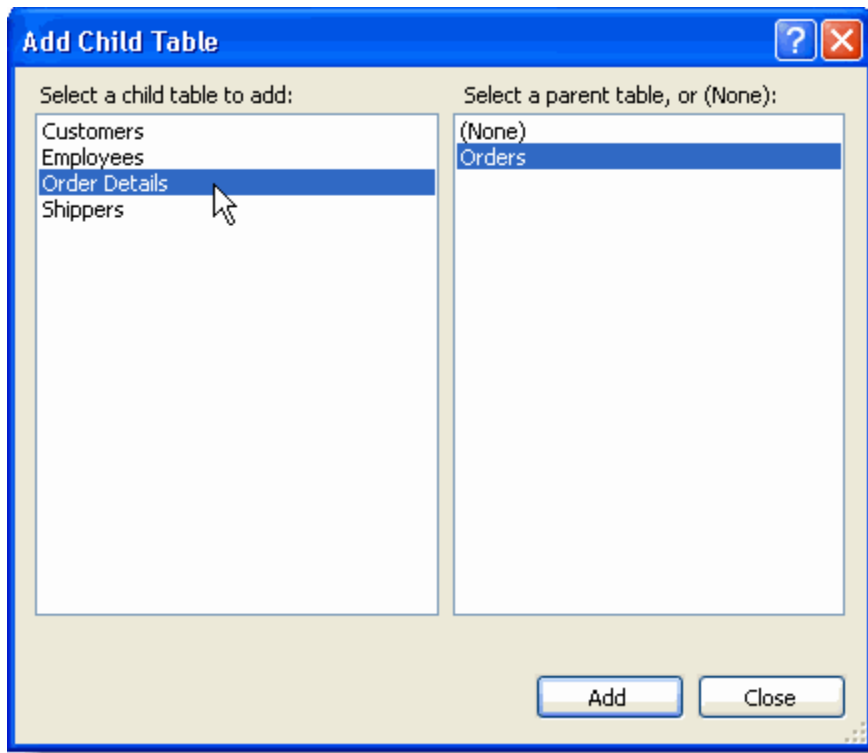 Add Child Table
Select a child table to add:
Customers
Employees
Order Details
Shippers
Select a parent table, or (None):
(None)
Orders
Add
Close